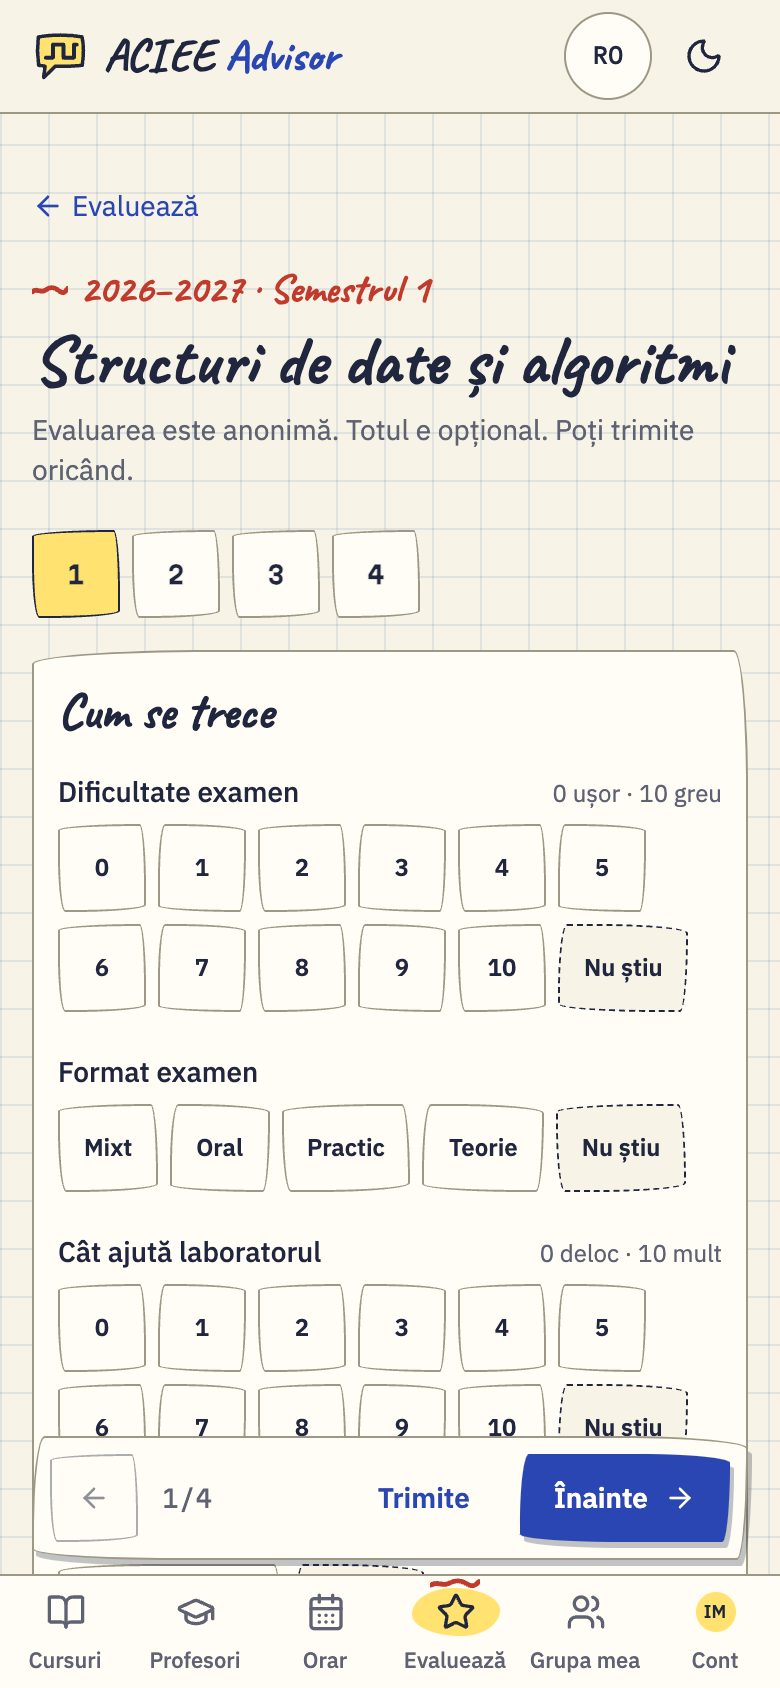 ACIEE Advisor
RO
Evaluează
2026–2027 · Semestrul 1
Structuri de date și algoritmi
Evaluarea este anonimă. Totul e opțional. Poți trimite
oricând.
1 2 3 4
Cum se trece
Dificultate examen 0 ușor · 10 greu
0 1 2 3 4 5
6 7 8 9 10 Nu știu
Format examen
Mixt Oral Practic Teorie Nu știu
Cât ajută laboratorul 0 deloc · 10 mult
0 1 2 3 4 5
6 7 8 9 10 Nu știu
1/4 Trimite Înainte
Cursuri Profesori Orar Evaluează Grupa mea IM Cont